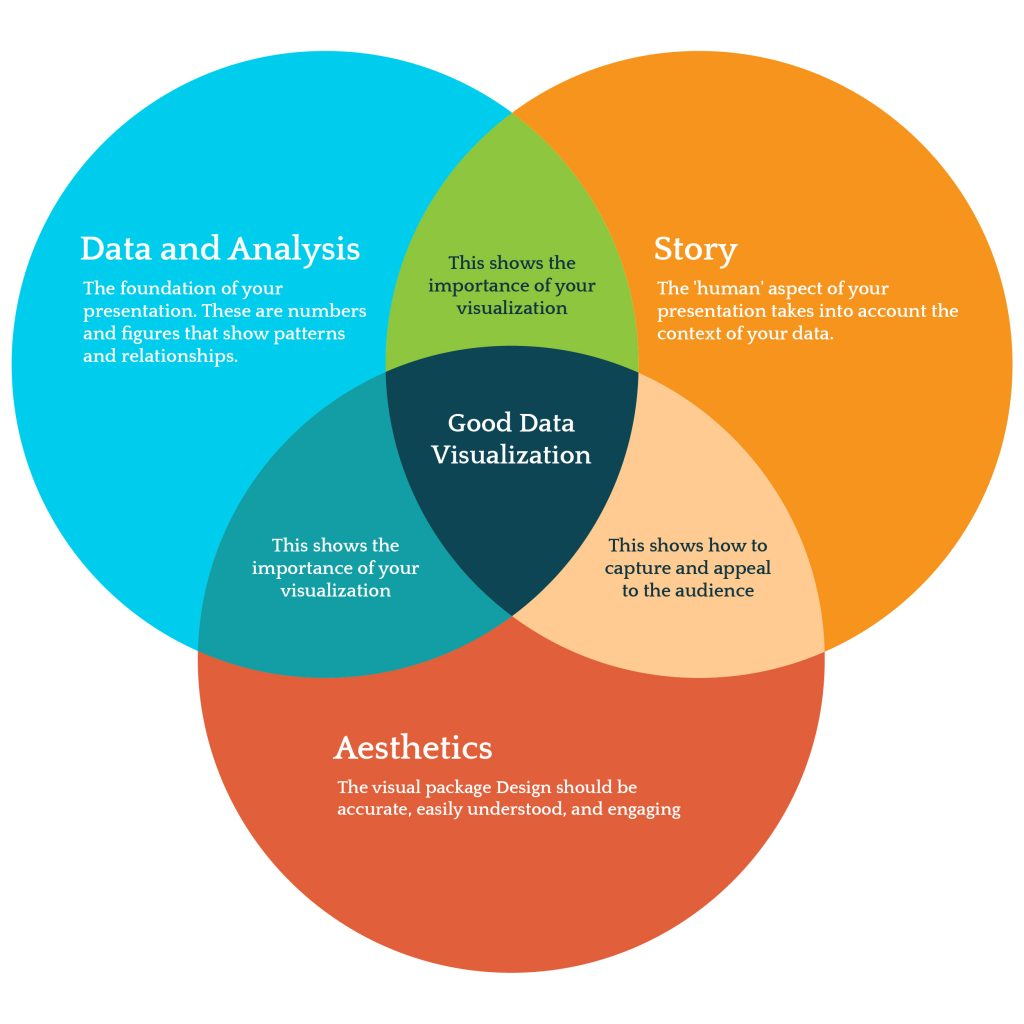 Data and Analysis
The foundation of your
presentation. These are numbers
and figures that show patterns
and relationships.
This shows the
importance of your
visualization
Story
The 'human' aspect of your
presentation takes into account the
context of your data.
Good Data
Visualization
This shows the
importance of your
visualization
This shows how to
capture and appeal
to the audience
Aesthetics
The visual package Design should be
accurate, easily understood, and engaging